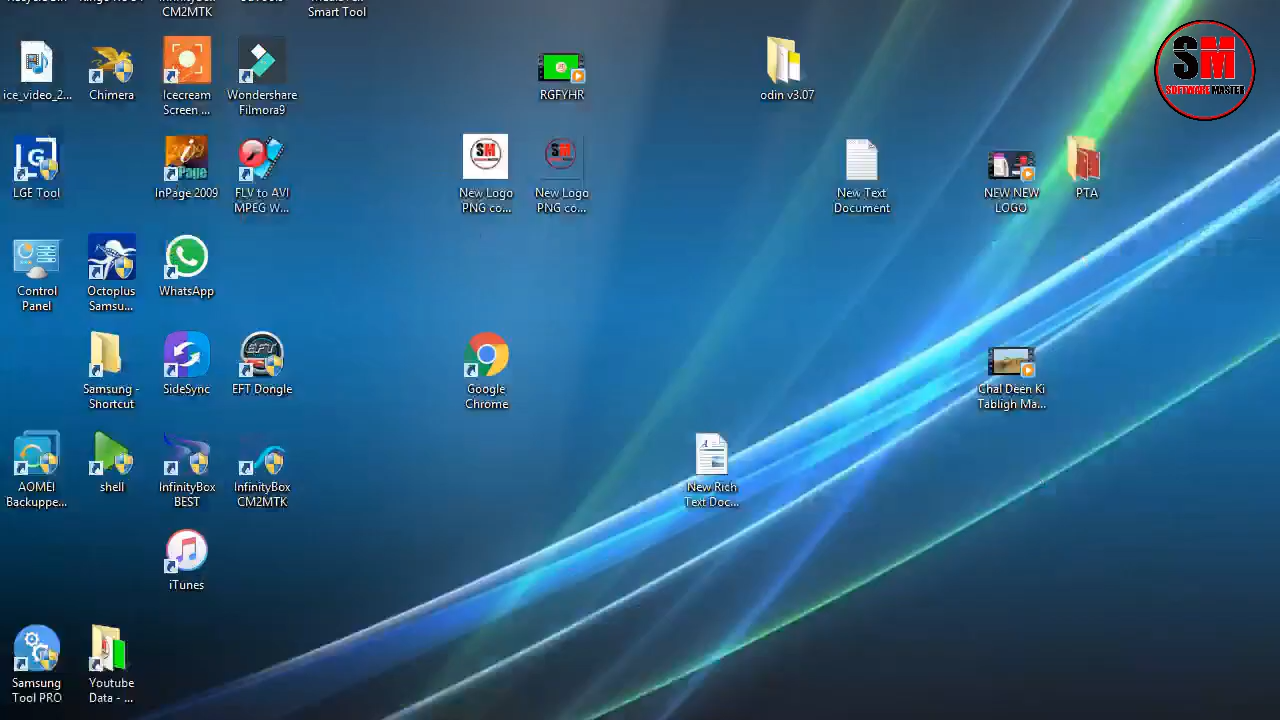 CM2MTK
Smart Tool
ice_video_2...
Chimera
Icecream
Screen ...
Wondershare
Filmora9
RGFYHR
odin v3.07
SM
SOFTWARE MASTER
LGE Tool
InPage 2009
FLV to AVI
MPEG W...
New Logo
PNG co...
New Logo
PNG co...
New Text
Document
NEW NEW
LOGO
PTA
Control
Panel
Octoplus
Samsu...
WhatsApp
Samsung -
Shortcut
SideSync
EFT Dongle
Google
Chrome
Chal Deen Ki
Tabligh Ma...
AOMEI
Backuppe...
shell
InfinityBox
BEST
InfinityBox
CM2MTK
New Rich
Text Doc...
iTunes
Samsung
Tool PRO
Youtube
Data - ...